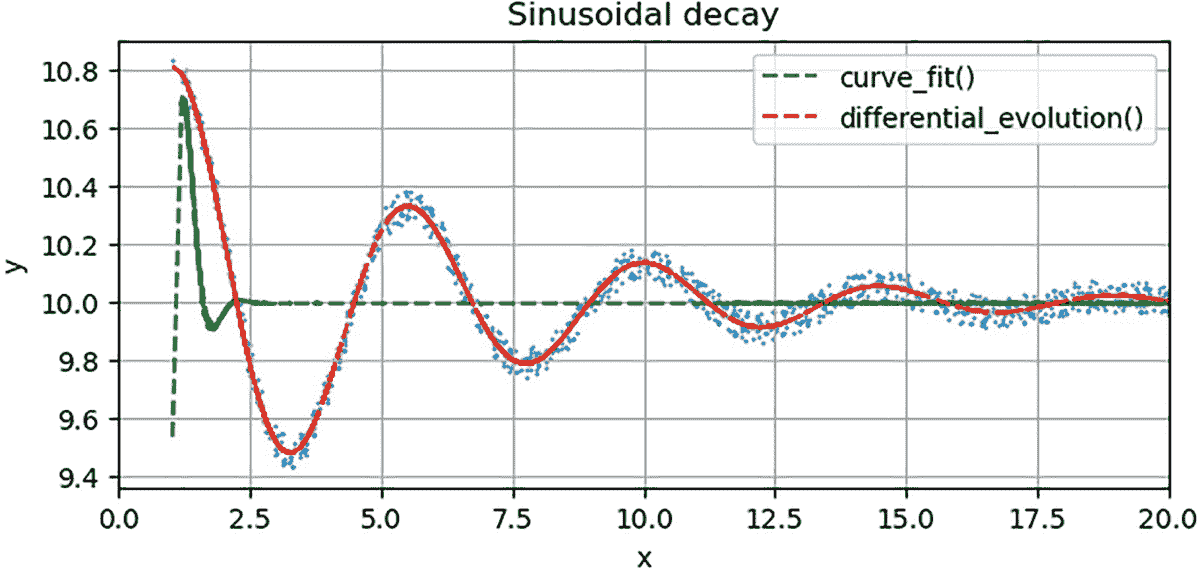 Sinusoidal decay
curve_fit()
differential_evolution()
10.8
10.6
10.4
10.2
10.0
9.8
9.6
9.4
y
0.0 2.5 5.0 7.5 10.0 12.5 15.0 17.5 20.0
x